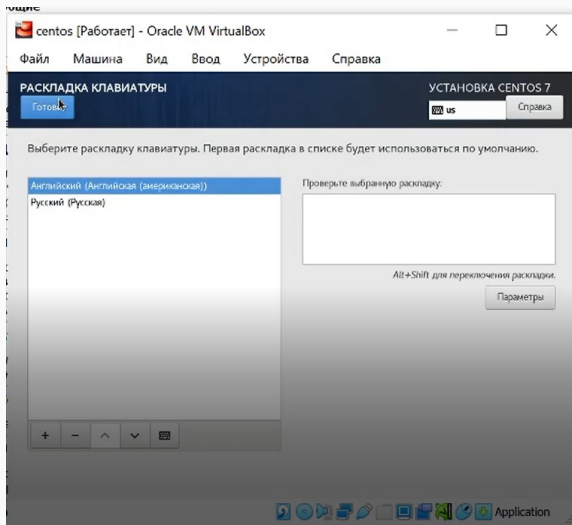 centos [Работает] - Oracle VM VirtualBox
Файл Машина Вид Ввод Устройства Справка
РАСКЛАДКА КЛАВИАТУРЫ
УСТАНОВКА CENTOS 7
Готово
us
Справка
Выберите раскладку клавиатуры. Первая раскладка в списке будет использоваться по умолчанию.
Английский (Английская (американская))
Русский (Русская)
Проверьте выбранную раскладку:
Alt+Shift для переключения раскладки.
Параметры
Application